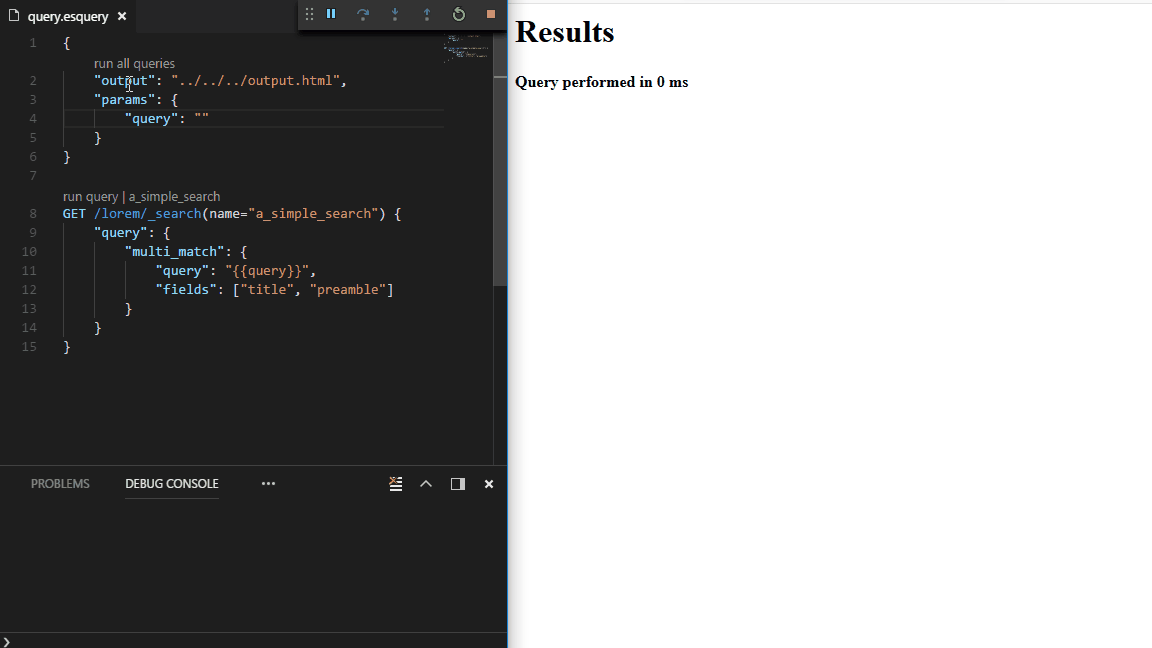 query.esquery
1 {
run all queries
2 "output": "../../../output.html",
3 "params": {
4 "query": ""
5 }
6 }
7
run query | a_simple_search
8 GET /lorem/_search(name="a_simple_search") {
9 "query": {
10 "multi_match": {
11 "query": "{{query}}",
12 "fields": ["title", "preamble"]
13 }
14 }
15 }
PROBLEMS DEBUG CONSOLE
Results
Query performed in 0 ms